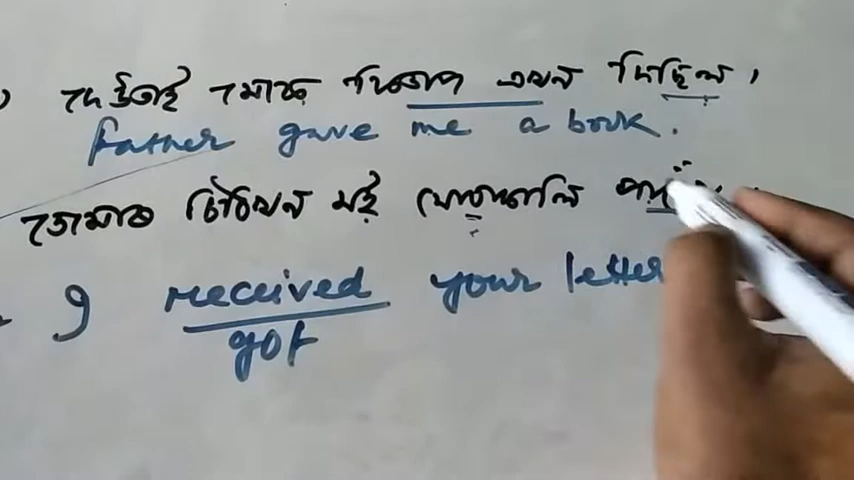 দেউতাই মোক কিতাপ এখন দিছিল ।
Father gave me a book.
তোমাৰ চিঠিখন মই
I received your letter
got